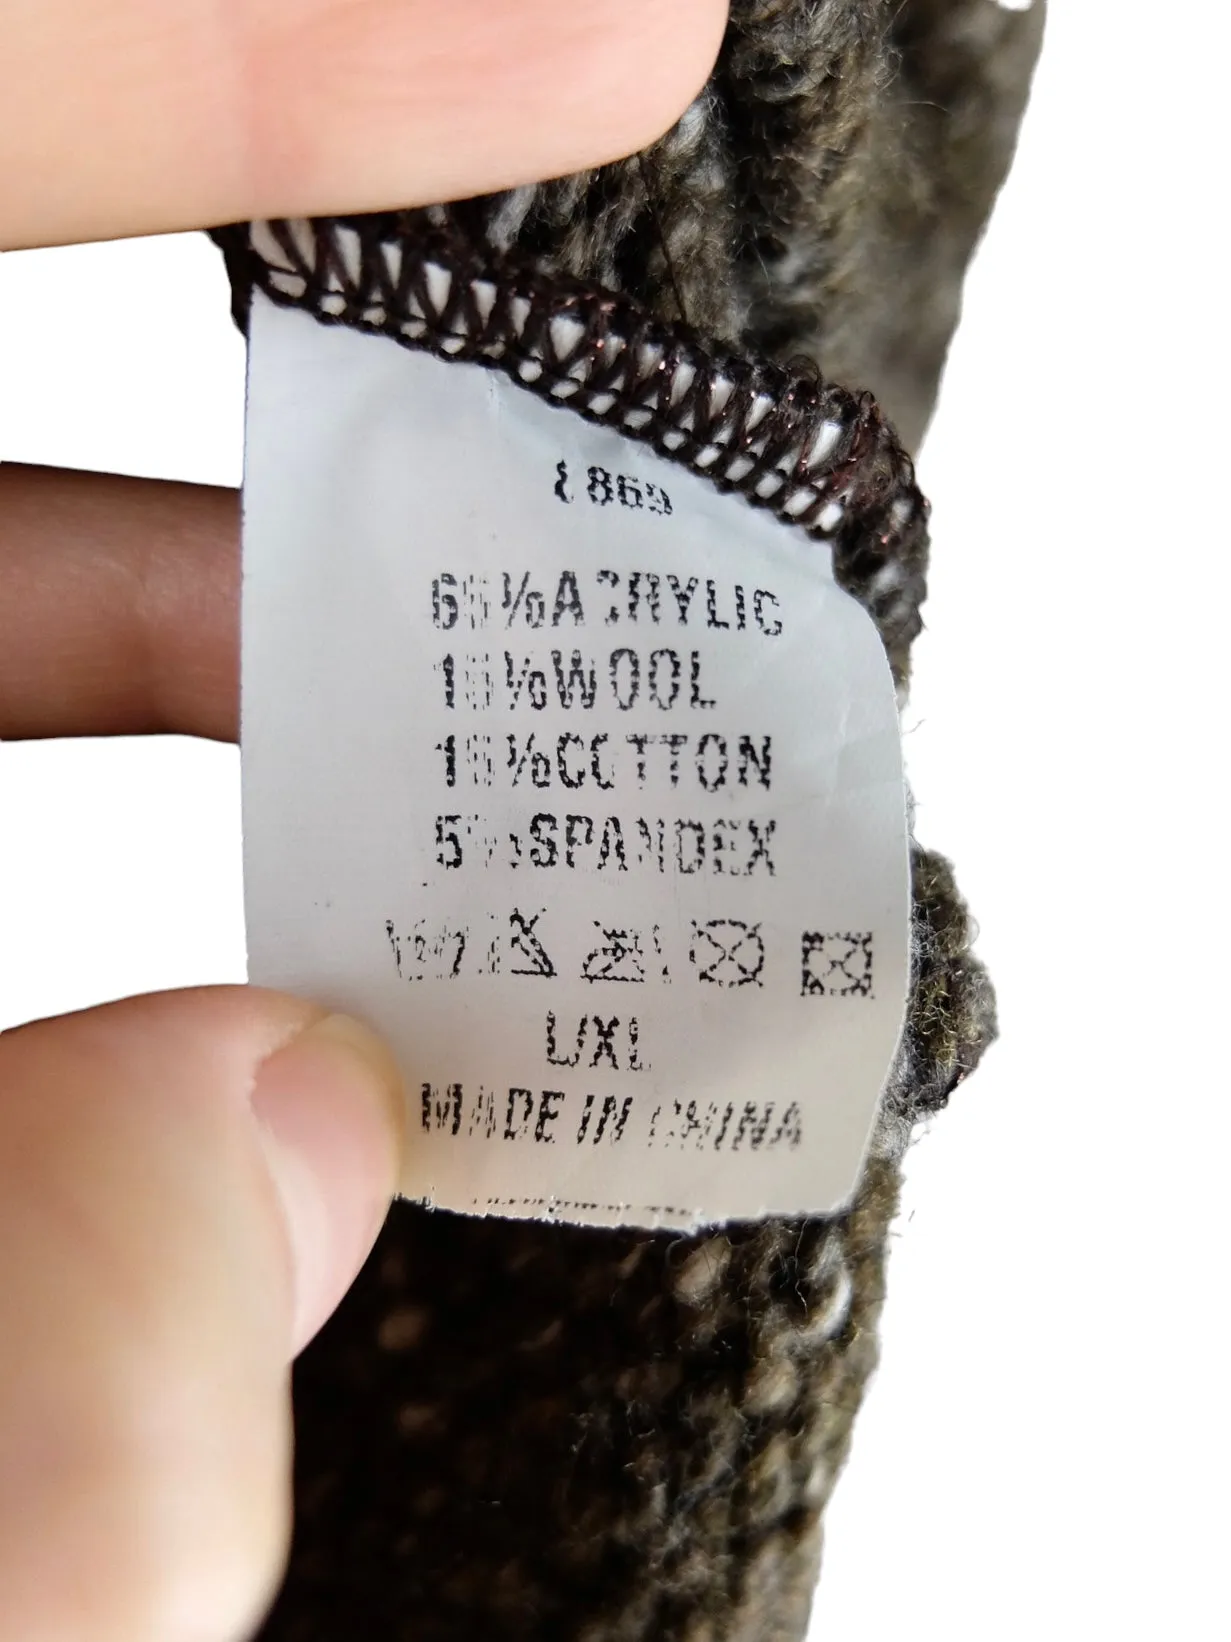 65%ACRYLIC
15%WOOL
15%COTTON
5%SPANDEX
L/XL
MADE IN CHINA